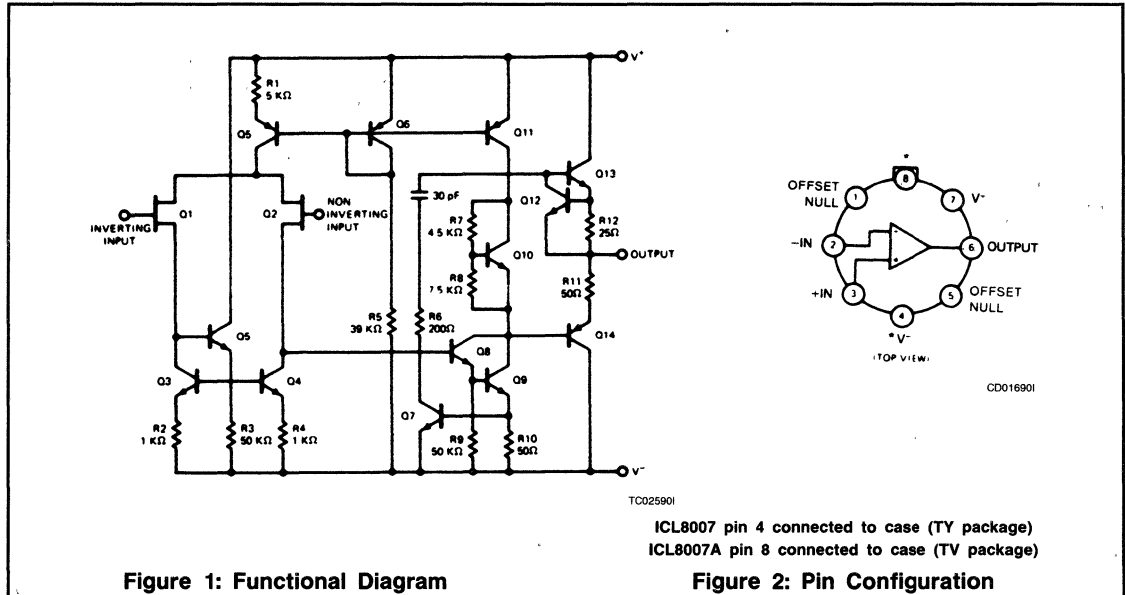 V+
R1
5 KΩ
Q5
Q6
Q11
Q13
30 pF
Q12
Q1
Q2
NON
INVERTING
INPUT
INVERTING
INPUT
R7
4.5 KΩ
R12
25Ω
Q10
OUTPUT
R8
7.5 KΩ
R11
50Ω
R5
39 KΩ
R6
200Ω
Q5
Q14
Q8
Q3
Q4
Q9
Q7
R2
1 KΩ
R3
50 KΩ
R4
1 KΩ
R9
50 KΩ
R10
50Ω
V-
TC02590I
Figure 1: Functional Diagram
*
8
OFFSET
NULL
1
7
V-
-IN
2
-
+
6
OUTPUT
+IN
3
5
OFFSET
NULL
4
*V-
(TOP VIEW)
CD01690I
ICL8007 pin 4 connected to case (TY package)
ICL8007A pin 8 connected to case (TV package)
Figure 2: Pin Configuration